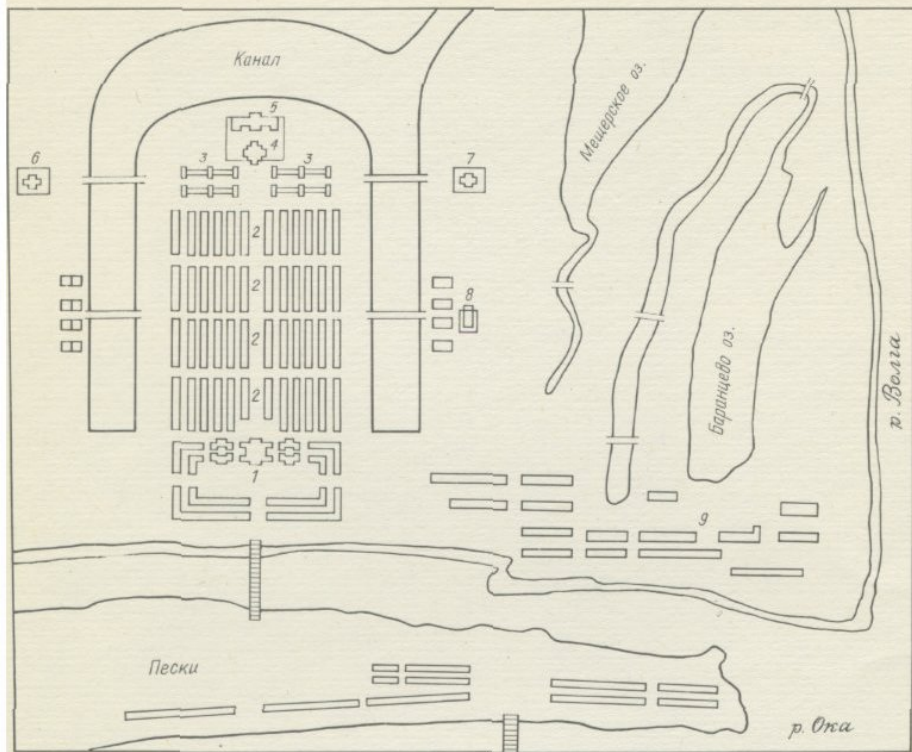 Канал
5
4
6
3
3
7
Мещерское оз.
2
2
8
2
2
Баранцево оз.
р. Волга
1
9
Пески
р. Ока